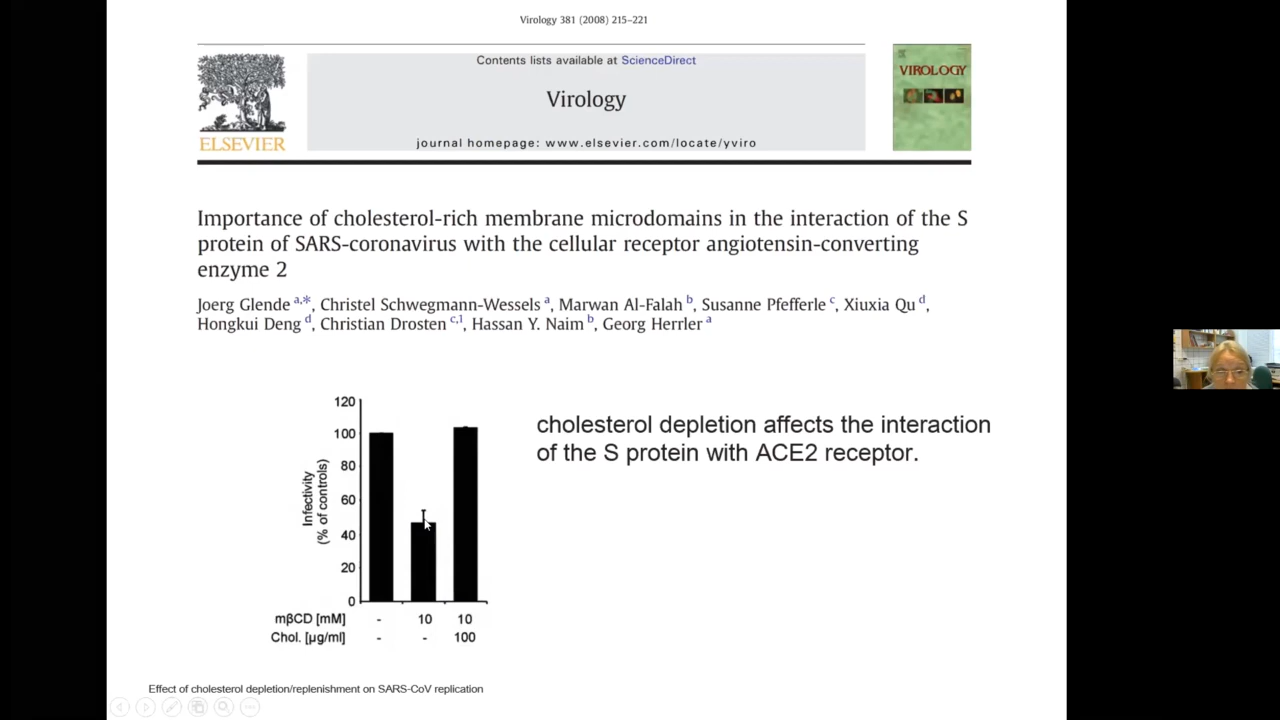 Virology 381 (2008) 215–221
Contents lists available at ScienceDirect
Virology
journal homepage: www.elsevier.com/locate/yviro
ELSEVIER
VIROLOGY
Importance of cholesterol-rich membrane microdomains in the interaction of the S
protein of SARS-coronavirus with the cellular receptor angiotensin-converting
enzyme 2
Joerg Glende a,*, Christel Schwegmann-Wessels a, Marwan Al-Falah b, Susanne Pfefferle c, Xiuxia Qu d,
Hongkui Deng d, Christian Drosten c,1, Hassan Y. Naim b, Georg Herrler a
120
100
80
60
40
20
0
Infectivity
(% of controls)
mβCD [mM] - 10 10
Chol. [µg/ml] - - 100
cholesterol depletion affects the interaction
of the S protein with ACE2 receptor.
Effect of cholesterol depletion/replenishment on SARS-CoV replication